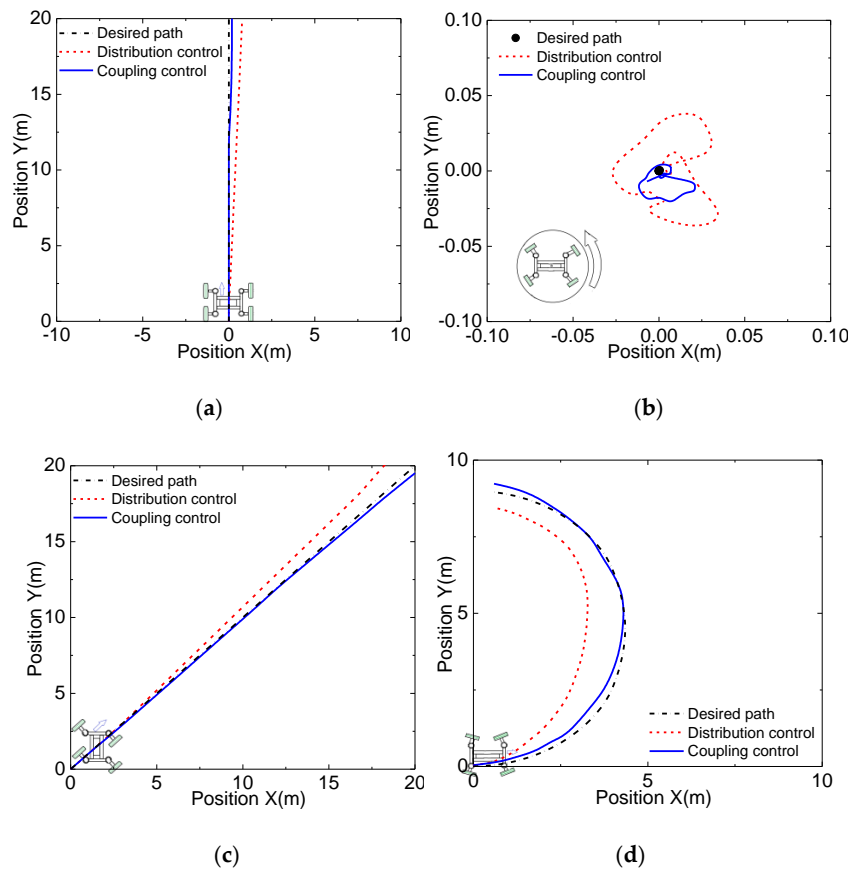 20
15
10
5
0
-10
-5
0
5
10
Position Y(m)
Position X(m)
Desired path
Distribution control
Coupling control
(a)
0.10
0.05
0.00
-0.05
-0.10
-0.10
-0.05
0.00
0.05
0.10
Position Y(m)
Position X(m)
Desired path
Distribution control
Coupling control
(b)
20
15
10
5
0
0
5
10
15
20
Position Y(m)
Position X(m)
Desired path
Distribution control
Coupling control
(c)
10
5
0
0
5
10
Position Y(m)
Position X(m)
Desired path
Distribution control
Coupling control
(d)